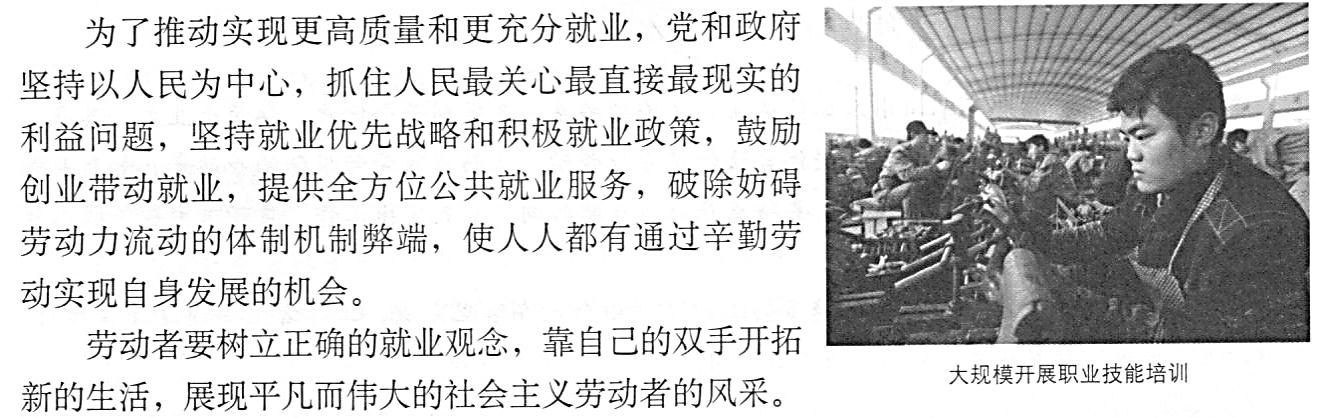 为了推动实现更高质量和更充分就业，党和政府
坚持以人民为中心，抓住人民最关心最直接最现实的
利益问题，坚持就业优先战略和积极就业政策，鼓励
创业带动就业，提供全方位公共就业服务，破除妨碍
劳动力流动的体制机制弊端，使人人都有通过辛勤劳
动实现自身发展的机会。
劳动者要树立正确的就业观念，靠自己的双手开拓
新的生活，展现平凡而伟大的社会主义劳动者的风采。
大规模开展职业技能培训